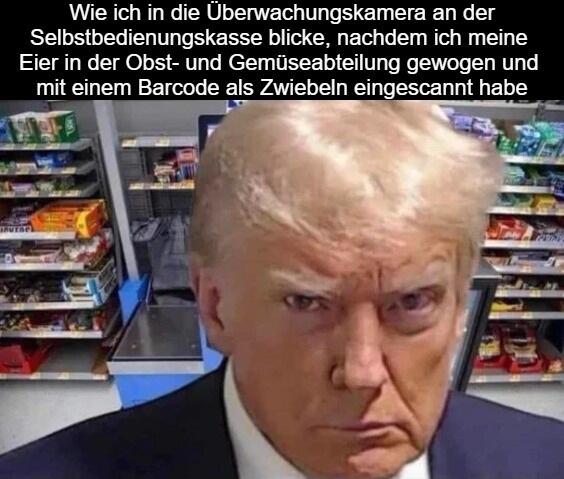 Wie ich in die Überwachungskamera an der
Selbstbedienungskasse blicke, nachdem ich meine
Eier in der Obst- und Gemüseabteilung gewogen und
mit einem Barcode als Zwiebeln eingescannt habe